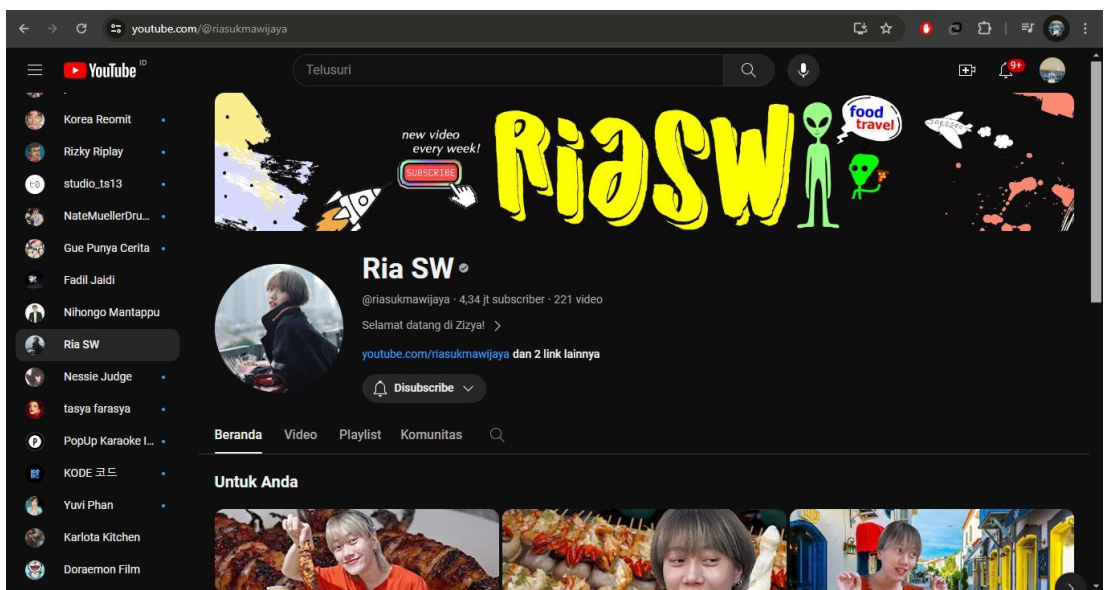 youtube.com/@riasukmawijaya
YouTube ID
Telusuri
9+
Korea Reomit
Rizky Riplay
studio_ts13
NateMuellerDru...
Gue Punya Cerita
Fadil Jaidi
Nihongo Mantappu
Ria SW
Nessie Judge
tasya farasya
PopUp Karaoke I...
KODE 코드
Yuvi Phan
Karlota Kitchen
Doraemon Film
new video
every week!
SUBSCRIBE
RiaSW
food
travel
Ria SW
@riasukmawijaya · 4,34 jt subscriber · 221 video
Selamat datang di Zizya!
youtube.com/riasukmawijaya dan 2 link lainnya
Disubscribe
Beranda Video Playlist Komunitas
Untuk Anda